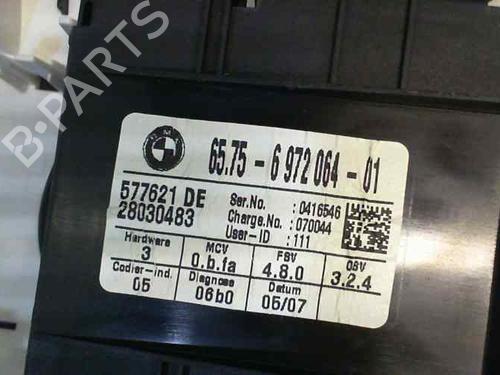 B-PARTS
BMW
65.75 - 6 972 064 - 01
577621 DE
28030483
Ser.No. : 0416546
Charge.No. : 070044
User-ID : 111
Hardware MCV FSV OSV
3 0.b.fa 4.8.0 3.2.4
Codier-ind. Diagnose Datum
05 06b0 05/07